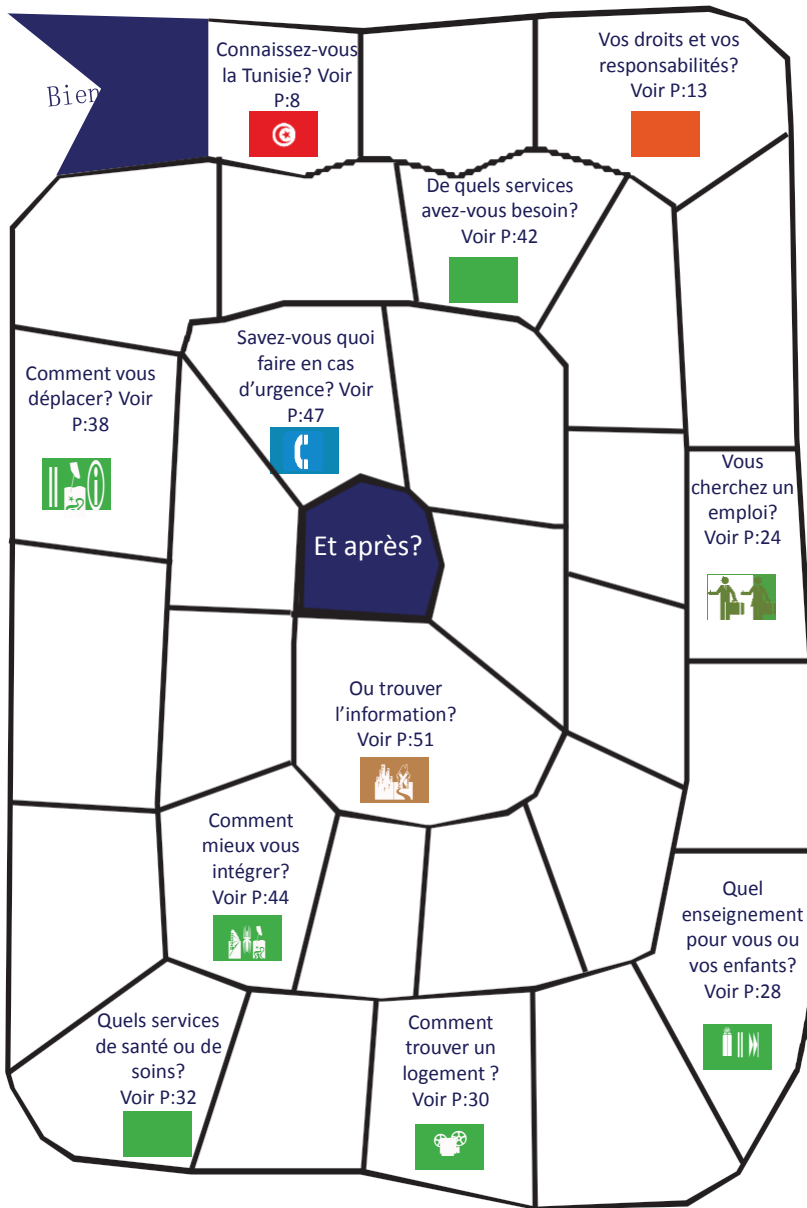 Bien
Connaissez-vous
la Tunisie? Voir
P:8
Vos droits et vos
responsabilités?
Voir P:13
Vous
cherchez un
emploi?
Voir P:24
Quel
enseignement
pour vous ou
vos enfants?
Voir P:28
Comment
trouver un
logement ?
Voir P:30
Quels services
de santé ou de
soins?
Voir P:32
Comment vous
déplacer? Voir
P:38
De quels services
avez-vous besoin?
Voir P:42
Comment
mieux vous
intégrer?
Voir P:44
Savez-vous quoi
faire en cas
d’urgence? Voir
P:47
Ou trouver
l’information?
Voir P:51
Et après?